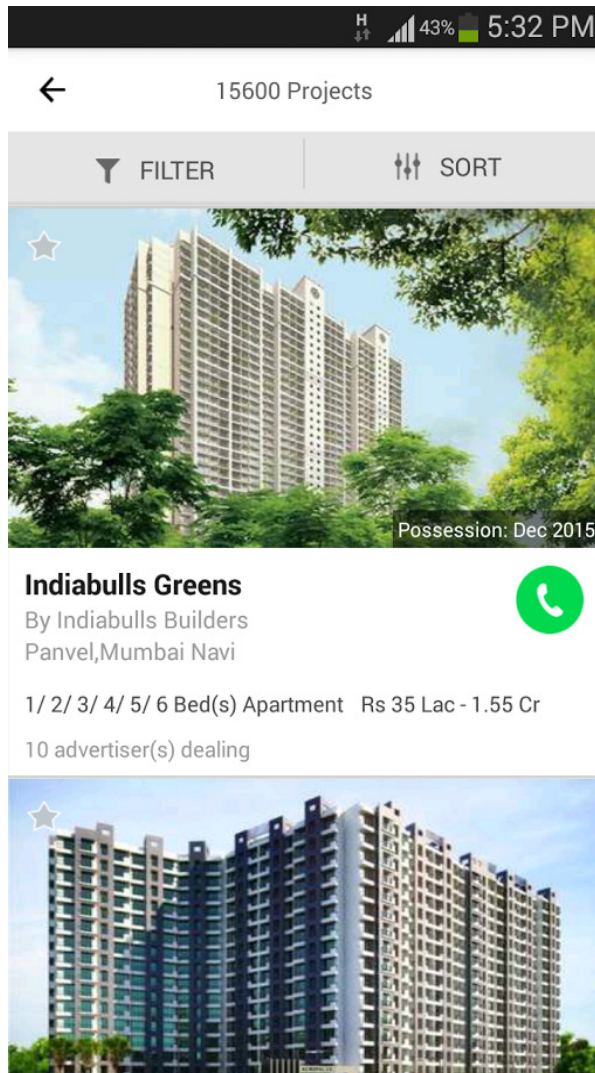 H 43% 5:32 PM
15600 Projects
FILTER SORT
Possession: Dec 2015
Indiabulls Greens
By Indiabulls Builders
Panvel,Mumbai Navi
1/ 2/ 3/ 4/ 5/ 6 Bed(s) Apartment Rs 35 Lac - 1.55 Cr
10 advertiser(s) dealing